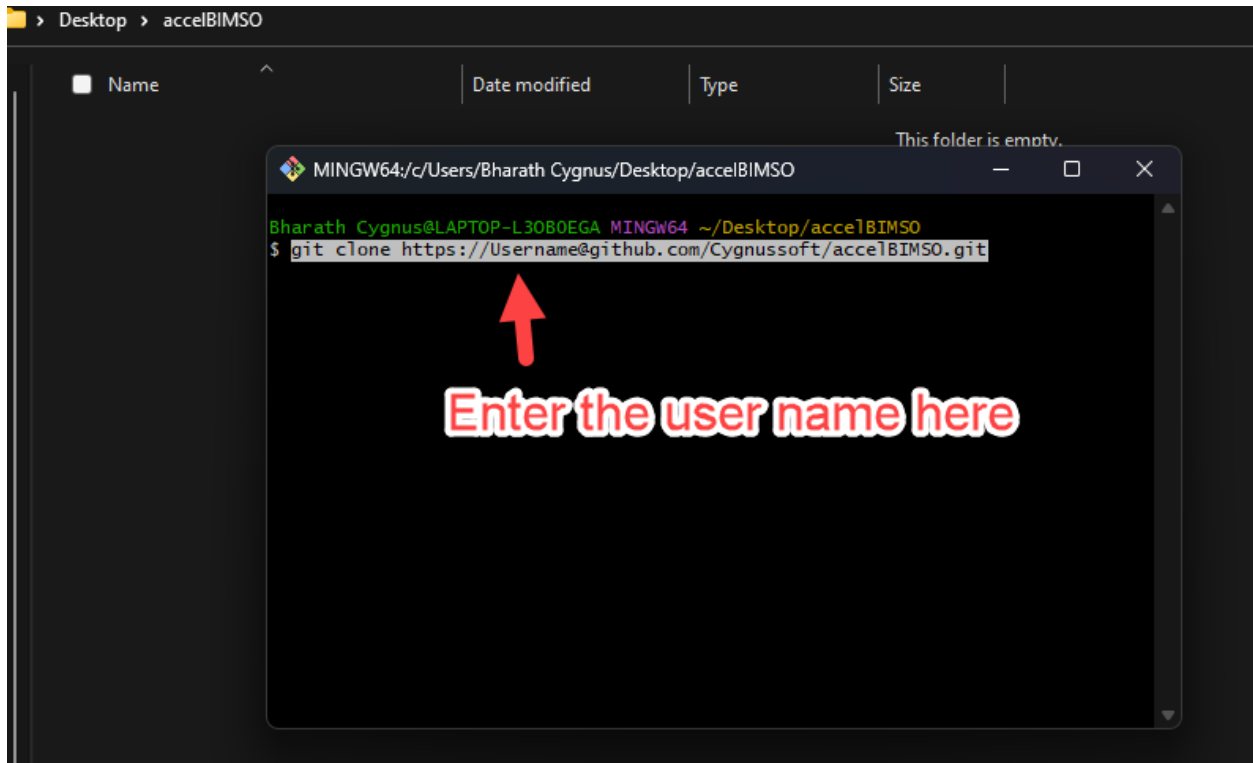 Desktop > accelBIMSO
Name Date modified Type Size
This folder is empty.
MINGW64:/c/Users/Bharath Cygnus/Desktop/accelBIMSO
Bharath Cygnus@LAPTOP-L3OBOEGA MINGW64 ~/Desktop/accelBIMSO
$ git clone https://Username@github.com/Cygnussoft/accelBIMSO.git
Enter the user name here